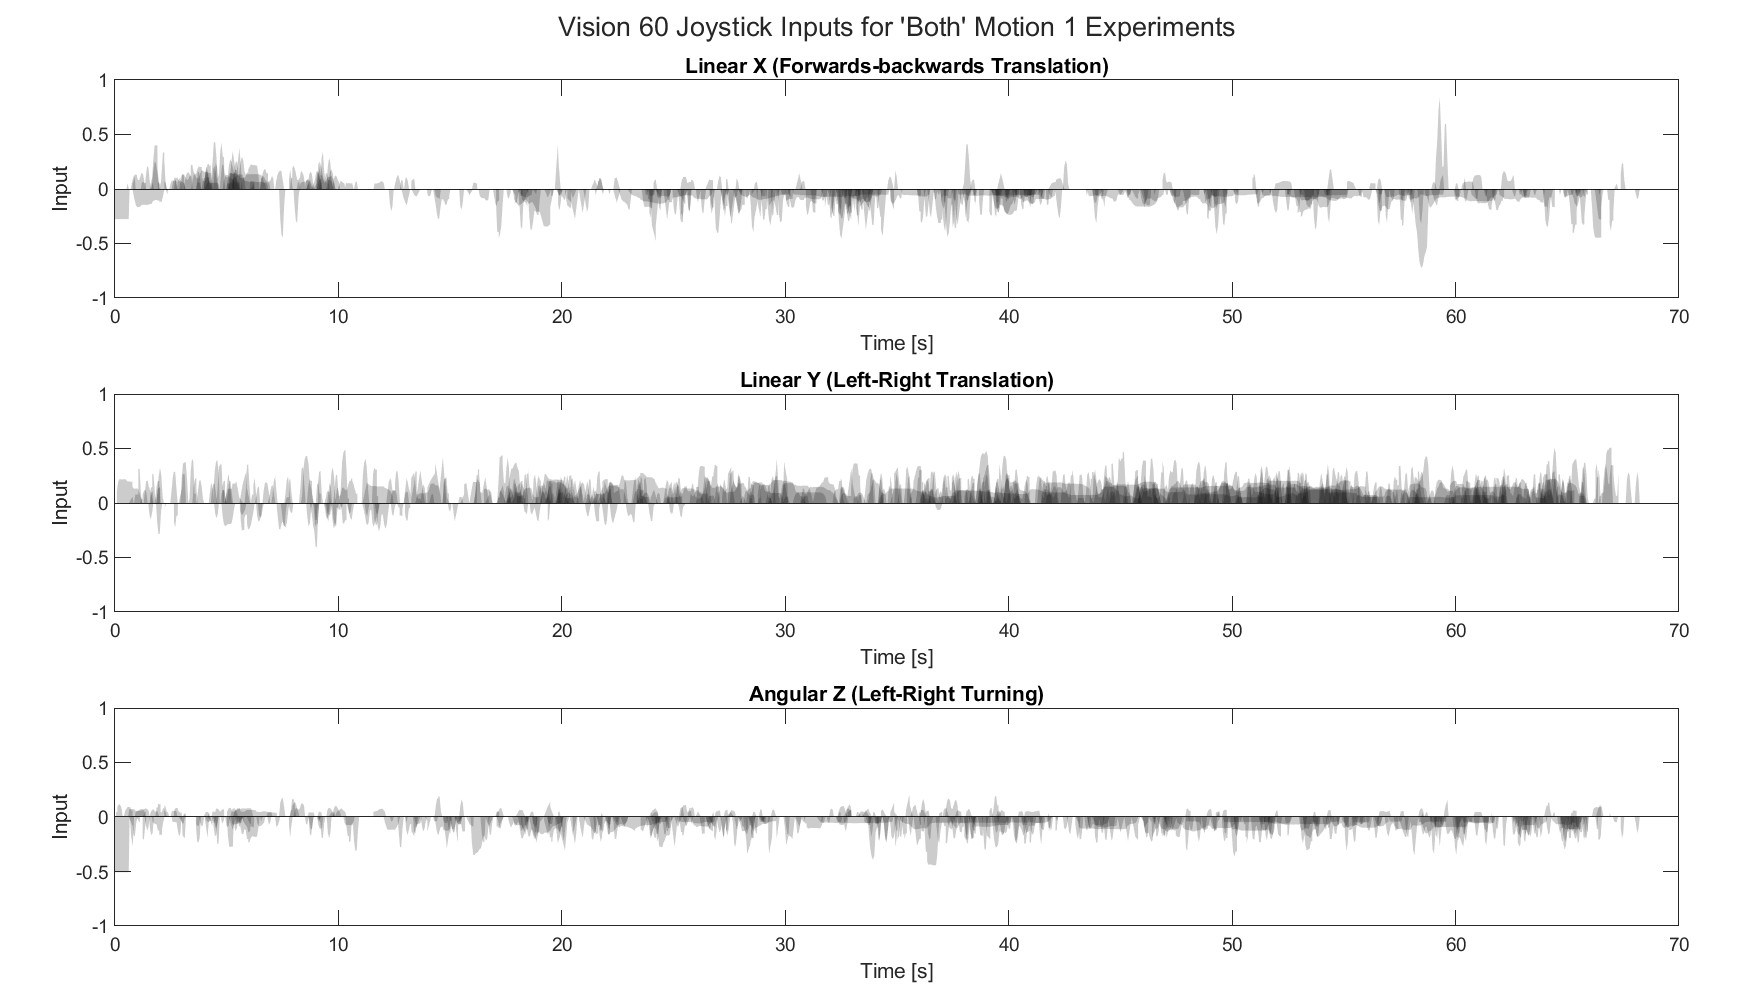 Vision 60 Joystick Inputs for 'Both' Motion 1 Experiments
Linear X (Forwards-backwards Translation)
1
0.5
0
-0.5
-1
Input
0 10 20 30 40 50 60 70
Time [s]
Linear Y (Left-Right Translation)
1
0.5
0
-0.5
-1
Input
0 10 20 30 40 50 60 70
Time [s]
Angular Z (Left-Right Turning)
1
0.5
0
-0.5
-1
Input
0 10 20 30 40 50 60 70
Time [s]